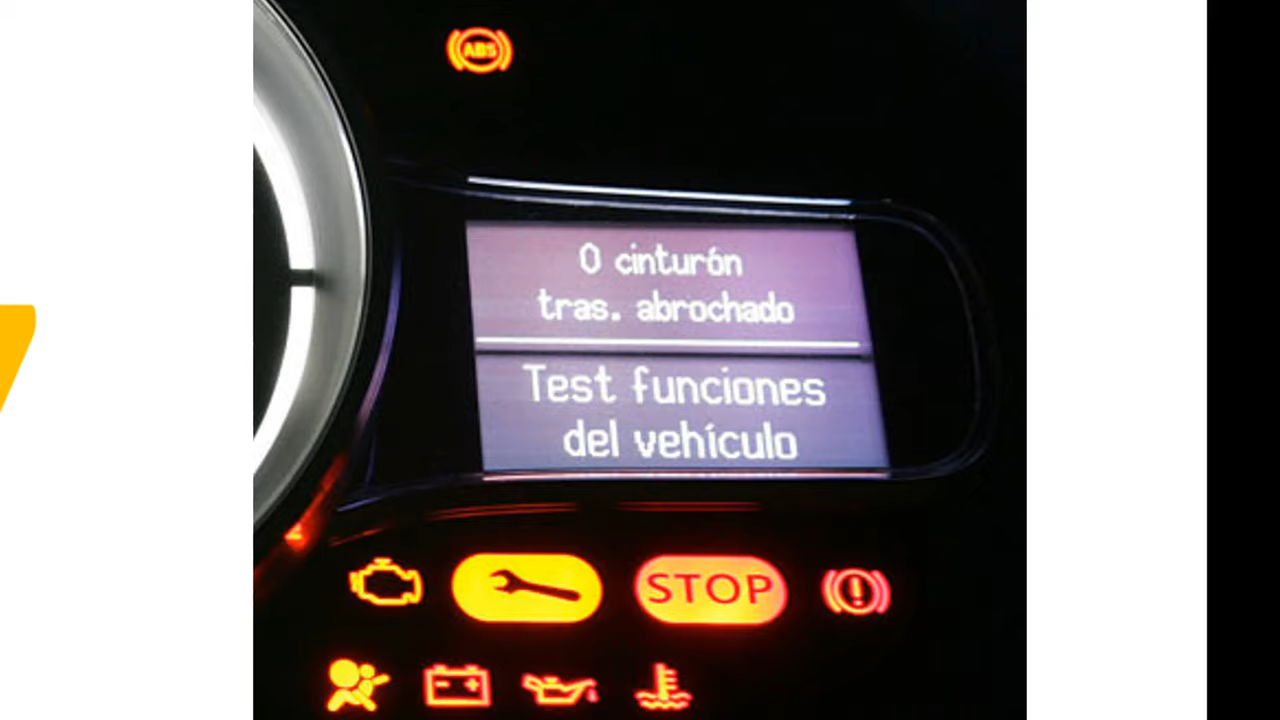 ABS
0 cinturón
tras. abrochado
Test funciones
del vehículo
STOP